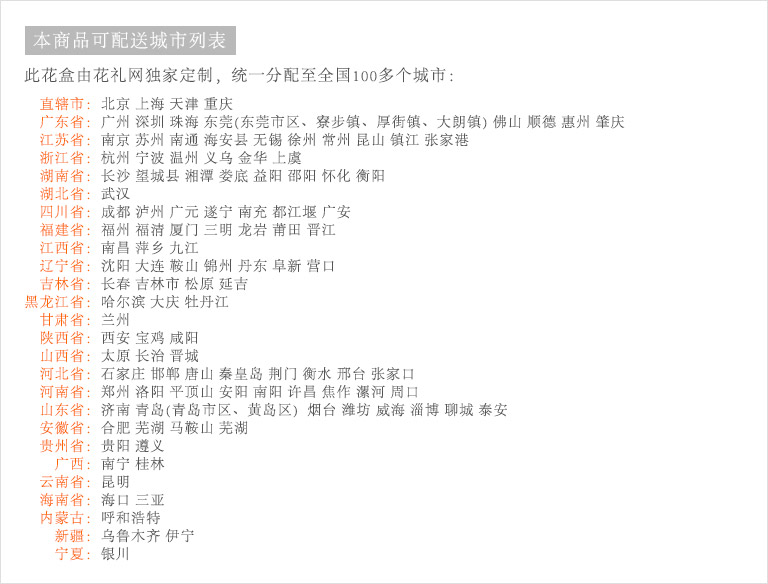 本商品可配送城市列表
此花盒由花礼网独家定制，统一分配至全国100多个城市：
直辖市： 北京 上海 天津 重庆
广东省： 广州 深圳 珠海 东莞(东莞市区、寮步镇、厚街镇、大朗镇) 佛山 顺德 惠州 肇庆
江苏省： 南京 苏州 南通 海安县 无锡 徐州 常州 昆山 镇江 张家港
浙江省： 杭州 宁波 温州 义乌 金华 上虞
湖南省： 长沙 望城县 湘潭 娄底 益阳 邵阳 怀化 衡阳
湖北省： 武汉
四川省： 成都 泸州 广元 遂宁 南充 都江堰 广安
福建省： 福州 福清 厦门 三明 龙岩 莆田 晋江
江西省： 南昌 萍乡 九江
辽宁省： 沈阳 大连 鞍山 锦州 丹东 阜新 营口
吉林省： 长春 吉林市 松原 延吉
黑龙江省： 哈尔滨 大庆 牡丹江
甘肃省： 兰州
陕西省： 西安 宝鸡 咸阳
山西省： 太原 长治 晋城
河北省： 石家庄 邯郸 唐山 秦皇岛 荆门 衡水 邢台 张家口
河南省： 郑州 洛阳 平顶山 安阳 南阳 许昌 焦作 漯河 周口
山东省： 济南 青岛(青岛市区、黄岛区) 烟台 潍坊 威海 淄博 聊城 泰安
安徽省： 合肥 芜湖 马鞍山 芜湖
贵州省： 贵阳 遵义
广西： 南宁 桂林
云南省： 昆明
海南省： 海口 三亚
内蒙古： 呼和浩特
新疆： 乌鲁木齐 伊宁
宁夏： 银川